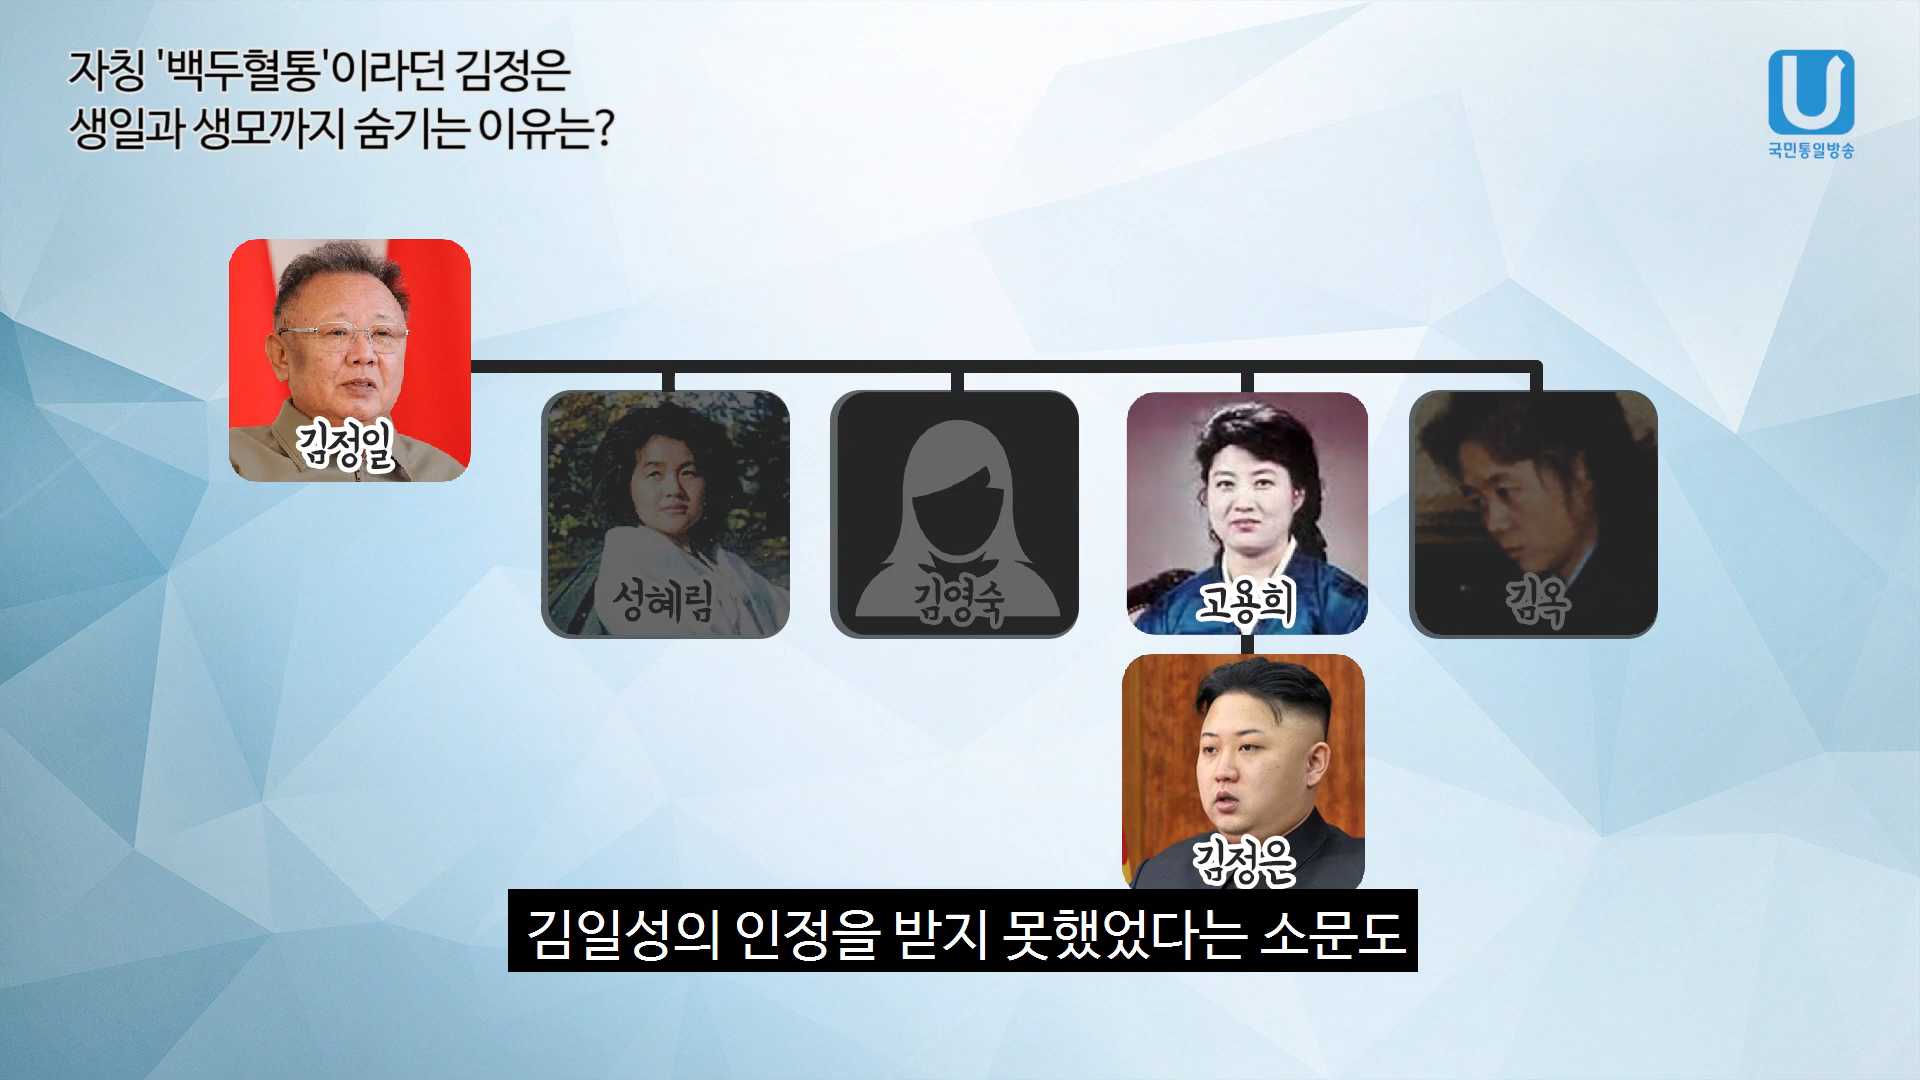 자칭 '백두혈통'이라던 김정은
생일과 생모까지 숨기는 이유는?
국민통일방송
김정일
성혜림
김영숙
고용희
김옥
김정은
김일성의 인정을 받지 못했었다는 소문도